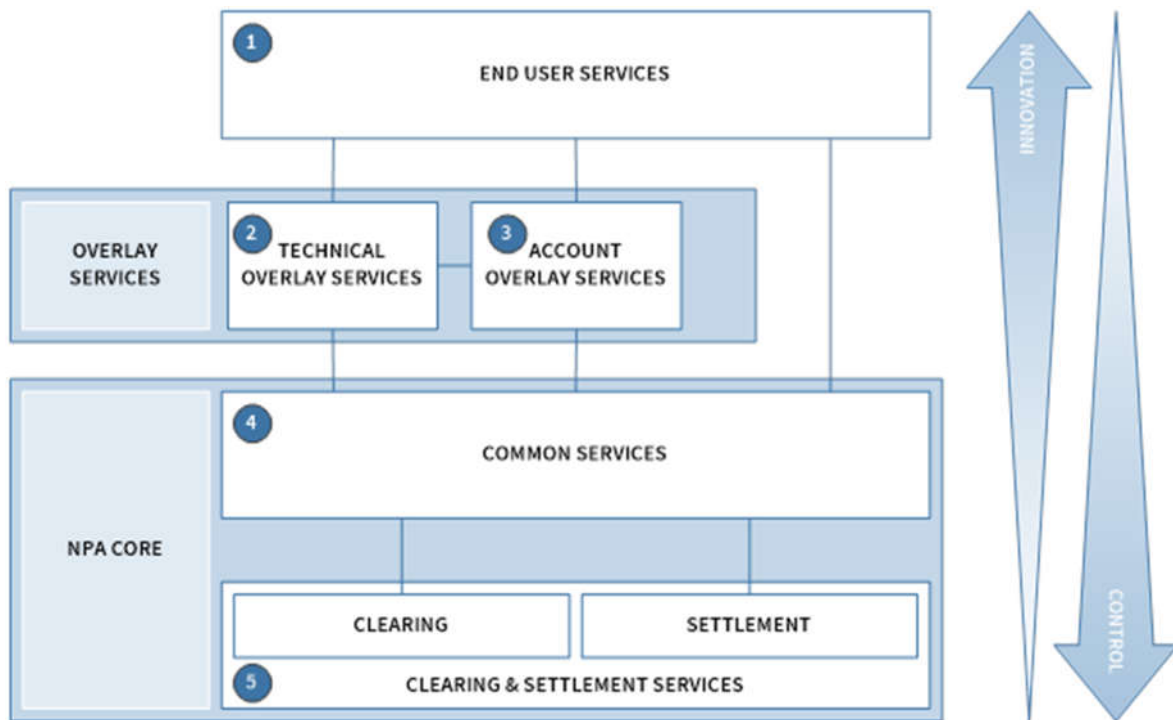 1
END USER SERVICES
INNOVATION
OVERLAY
SERVICES
2
TECHNICAL
OVERLAY SERVICES
3
ACCOUNT
OVERLAY SERVICES
4
COMMON SERVICES
NPA CORE
CLEARING
SETTLEMENT
5
CLEARING & SETTLEMENT SERVICES
CONTROL